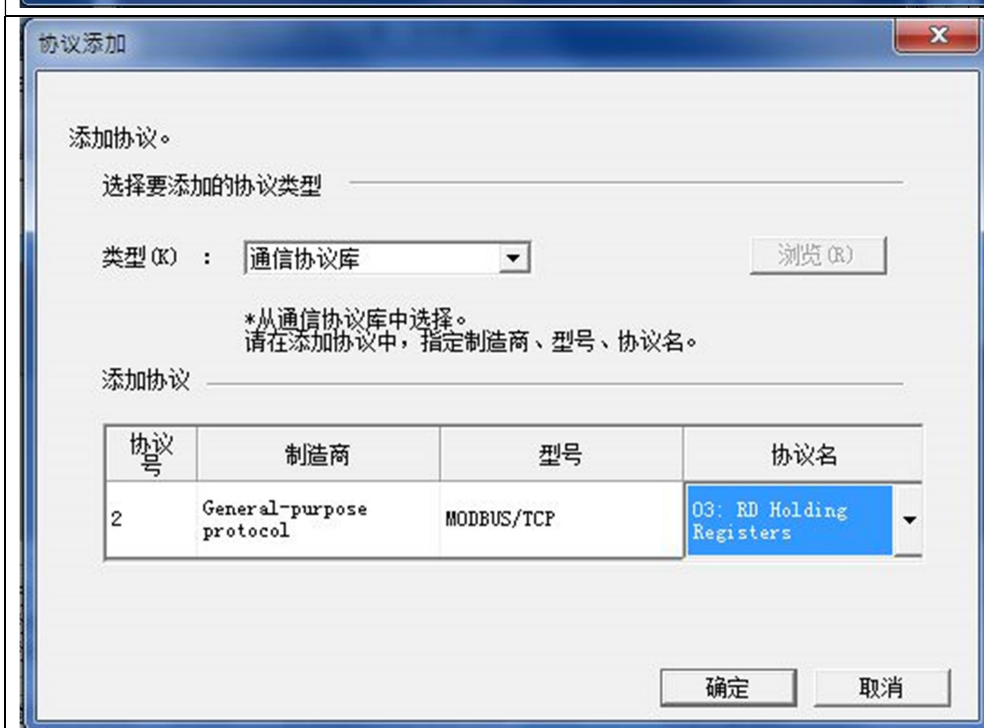 协议添加
添加协议。
选择要添加的协议类型
类型(K) : 通信协议库 浏览(R)
*从通信协议库中选择。
请在添加协议中，指定制造商、型号、协议名。
添加协议
协议号 制造商 型号 协议名
2 General-purpose protocol MODBUS/TCP 03: RD Holding Registers
确定 取消